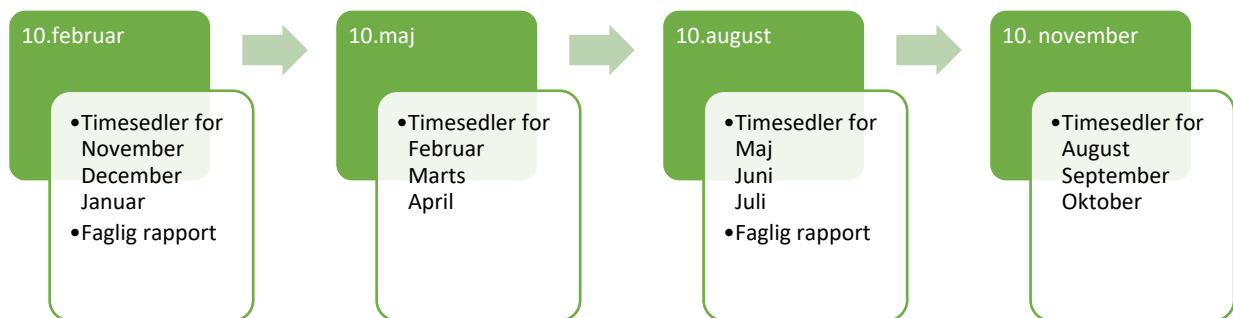 10.februar
•Timesedler for
November
December
Januar
•Faglig rapport
10.maj
•Timesedler for
Februar
Marts
April
10.august
•Timesedler for
Maj
Juni
Juli
•Faglig rapport
10. november
•Timesedler for
August
September
Oktober